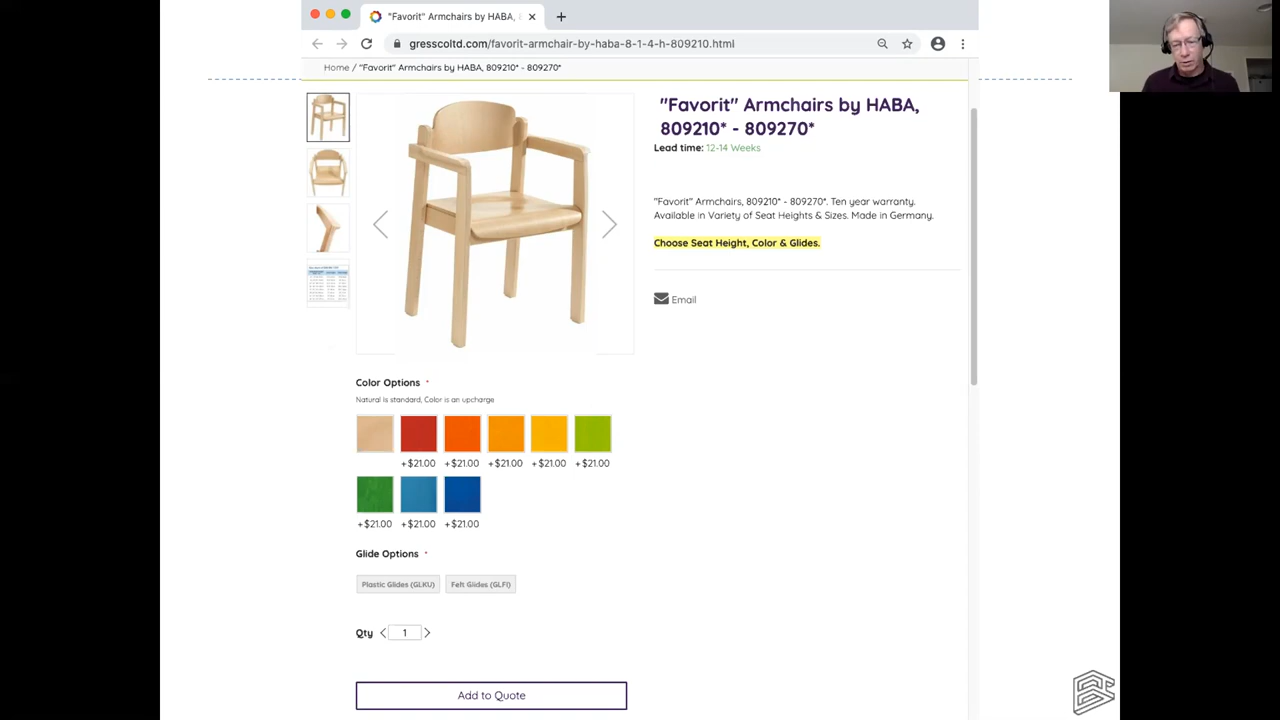 "Favorit" Armchairs by HABA,
gresscoltd.com/favorit-armchair-by-haba-8-1-4-h-809210.html
Home / "Favorit" Armchairs by HABA, 809210* - 809270*
"Favorit" Armchairs by HABA,
809210* - 809270*
Lead time: 12-14 Weeks
"Favorit" Armchairs, 809210* - 809270*. Ten year warranty.
Available in Variety of Seat Heights & Sizes. Made in Germany.
Choose Seat Height, Color & Glides.
Email
Color Options *
Natural is standard, Color is an upcharge
+$21.00 +$21.00 +$21.00 +$21.00 +$21.00
+$21.00 +$21.00 +$21.00
Glide Options *
Plastic Glides (GLKU) Felt Glides (GLFI)
Qty 1
Add to Quote